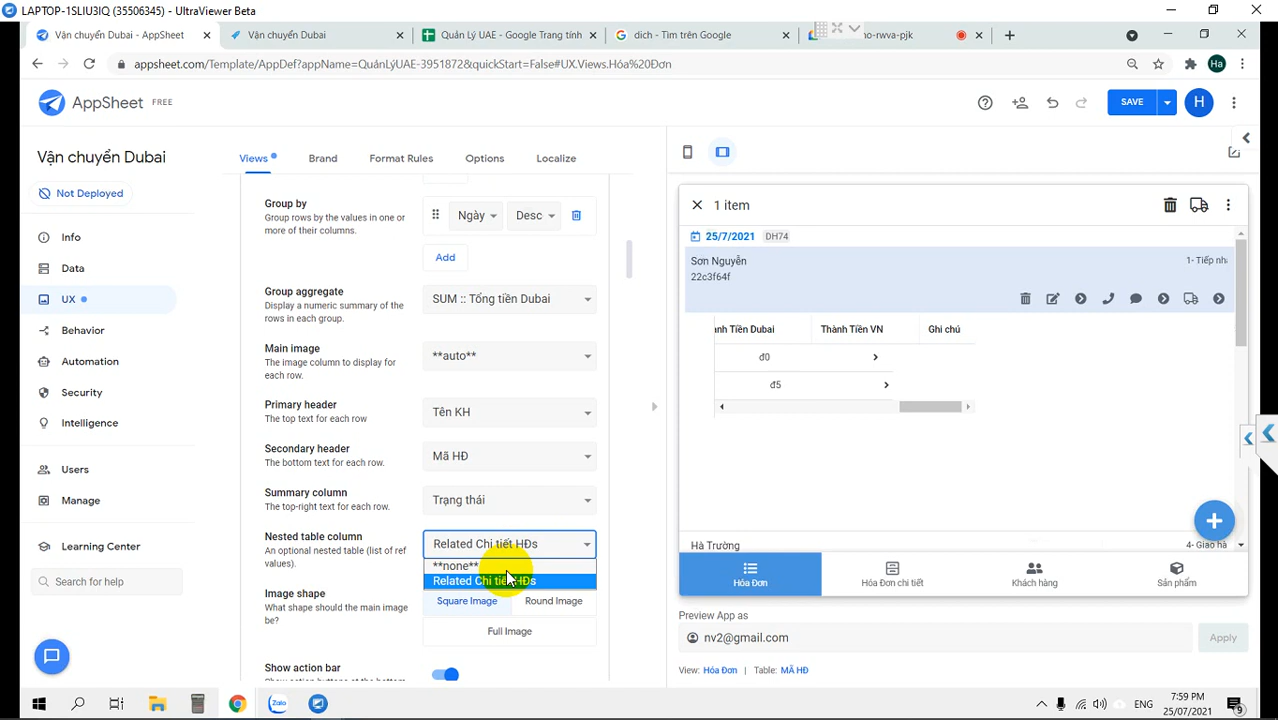 LAPTOP-1SLIU3IQ (35506345) - UltraViewer Beta
Vận chuyển Dubai - AppSheet
Vận chuyển Dubai
Quản Lý UAE - Google Trang tính
dich - Tìm trên Google
no-rwva-pjk
appsheet.com/Template/AppDef?appName=QuảnLýUAE-3951872&quickStart=False#UX.Views.Hóa%20Đơn
Ha
AppSheet FREE
SAVE
H
Vận chuyển Dubai
Not Deployed
Info
Data
UX
Behavior
Automation
Security
Intelligence
Users
Manage
Learning Center
Search for help
Views
Brand
Format Rules
Options
Localize
Group by
Group rows by the values in one or
more of their columns.
Ngày
Desc
Add
Group aggregate
Display a numeric summary of the
rows in each group.
SUM :: Tổng tiền Dubai
Main image
The image column to display for
each row.
**auto**
Primary header
The top text for each row
Tên KH
Secondary header
The bottom text for each row.
Mã HĐ
Summary column
The top-right text for each row.
Trạng thái
Nested table column
An optional nested table (list of ref
values).
Related Chi tiết HĐs
**none**
Related Chi tiết HĐs
Image shape
What shape should the main image
be?
Square Image
Round Image
Full Image
Show action bar
1 item
25/7/2021 DH74
Sơn Nguyễn
1- Tiếp nh
22c3f64f
ành Tiền Dubai
Thành Tiền VN
Ghi chú
đ0
đ5
Hà Trường
4- Giao hà
Hóa Đơn
Hóa Đơn chi tiết
Khách hàng
Sản phẩm
Preview App as
nv2@gmail.com
Apply
View: Hóa Đơn | Table: MÃ HĐ
Zalo
ENG
7:59 PM
25/07/2021
9